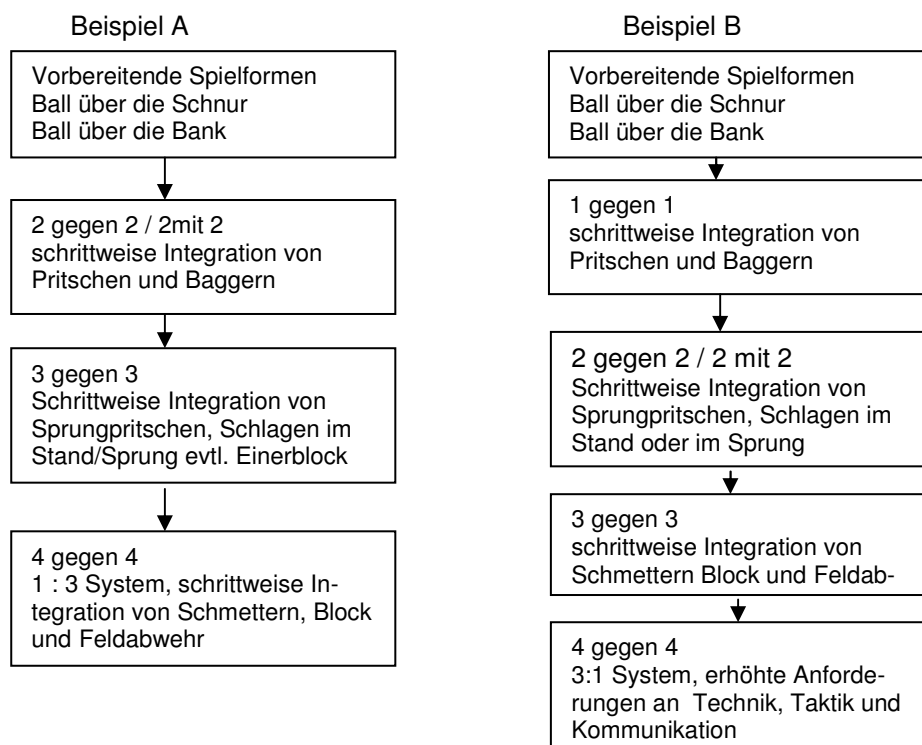 Beispiel A
Vorbereitende Spielformen
Ball über die Schnur
Ball über die Bank
2 gegen 2 / 2mit 2
schrittweise Integration von
Pritschen und Baggern
3 gegen 3
Schrittweise Integration von
Sprungpritschen, Schlagen im
Stand/Sprung evtl. Einerblock
4 gegen 4
1 : 3 System, schrittweise In-
tegration von Schmettern, Block
und Feldabwehr
Beispiel B
Vorbereitende Spielformen
Ball über die Schnur
Ball über die Bank
1 gegen 1
schrittweise Integration von
Pritschen und Baggern
2 gegen 2 / 2 mit 2
Schrittweise Integration von
Sprungpritschen, Schlagen im
Stand oder im Sprung
3 gegen 3
schrittweise Integration von
Schmettern Block und Feldab-
4 gegen 4
3:1 System, erhöhte Anforde-
rungen an Technik, Taktik und
Kommunikation